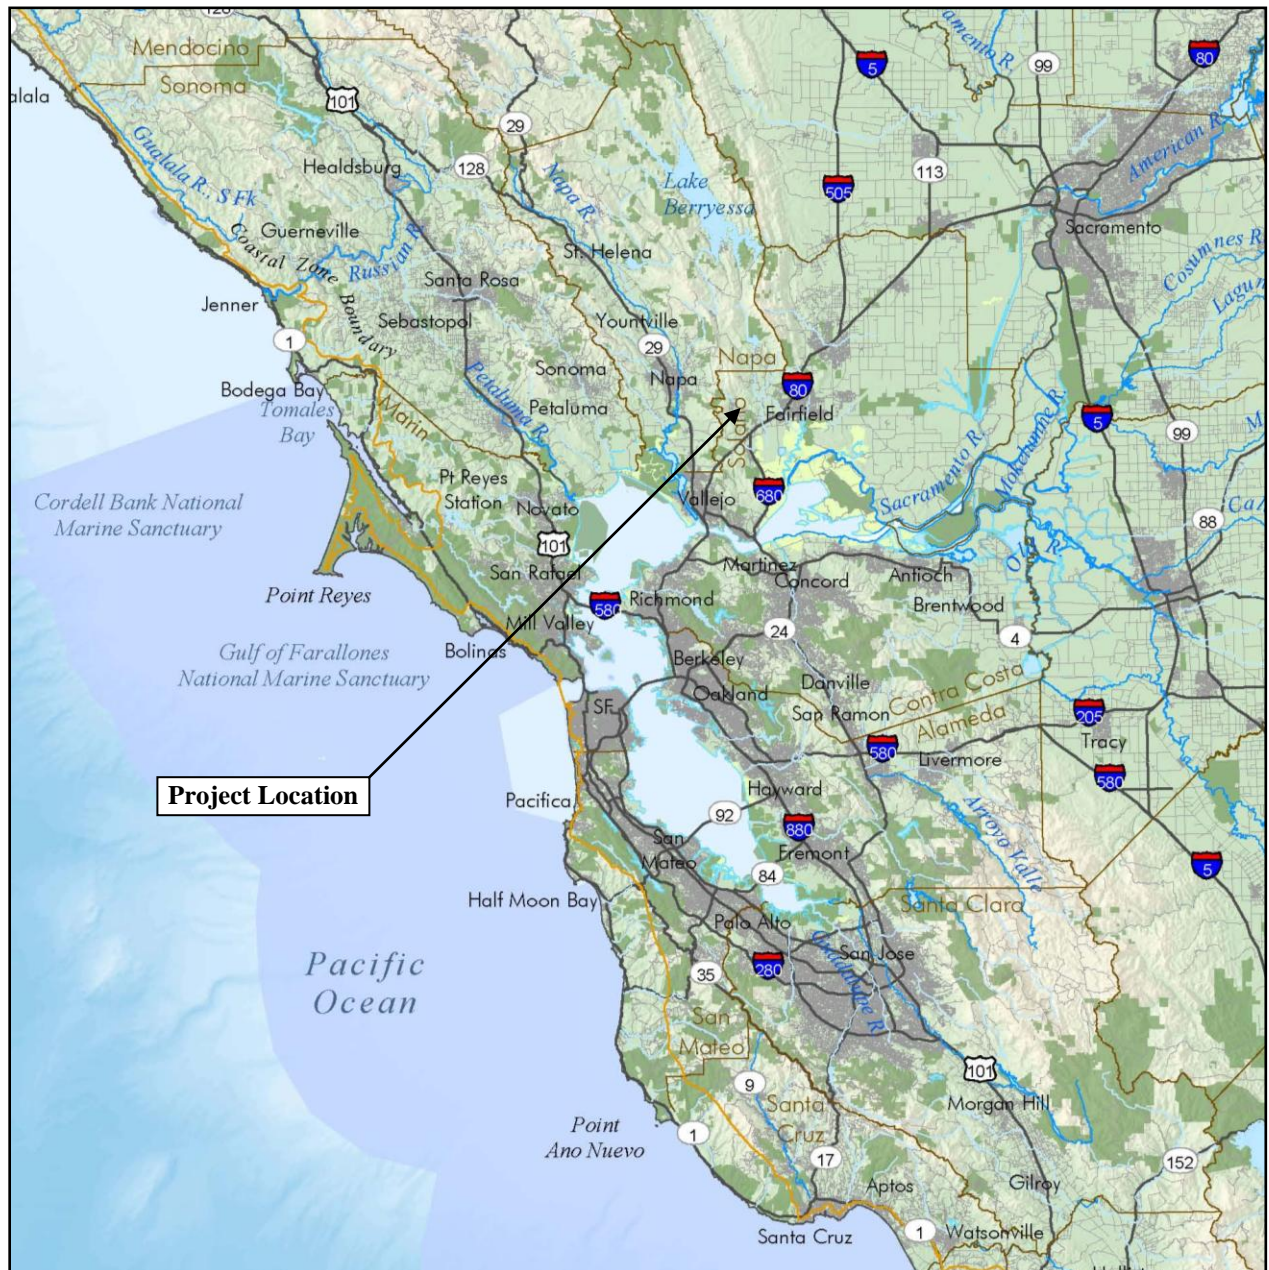 128
Mendocino
Sonoma
5
99
80
amento R.
alala
101
29
Gualala R., S Fk
Healdsburg
128
Napa R.
Lake
Berryessa
505
113
American R.
Guerneville
Coastal Zone Boundary
Russian R.
St. Helena
Sacramento
Cosumnes R.
Santa Rosa
Lagun
Jenner
Sebastopol
Yountville
1
29
Napa
Sonoma
Napa
80
Bodega Bay
Tomales
Bay
Petaluma R.
Petaluma
Marin
Solano
Fairfield
5
99
Mokelumne R.
Pt Reyes
Station
Cordell Bank National
Marine Sanctuary
Novato
Vallejo
680
Sacramento R.
88
101
Martinez
San Rafael
Concord
Antioch
Point Reyes
580
Richmond
Brentwood
Mill Valley
24
4
Gulf of Farallones
National Marine Sanctuary
Bolinas
Berkeley
Oakland
Danville
Contra Costa
SF
San Ramon
Alameda
205
580
Tracy
Livermore
580
Project Location
Pacifica
Hayward
92
880
Arroyo Valle
San
Mateo
Fremont
84
5
Half Moon Bay
Santa Clara
Palo Alto
Guadalupe R.
San Jose
Pacific
Ocean
35
280
San
Mateo
101
9
Morgan Hill
Santa
Cruz
Point
Ano Nuevo
1
17
152
Aptos
Gilroy
Santa Cruz
1
Watsonville